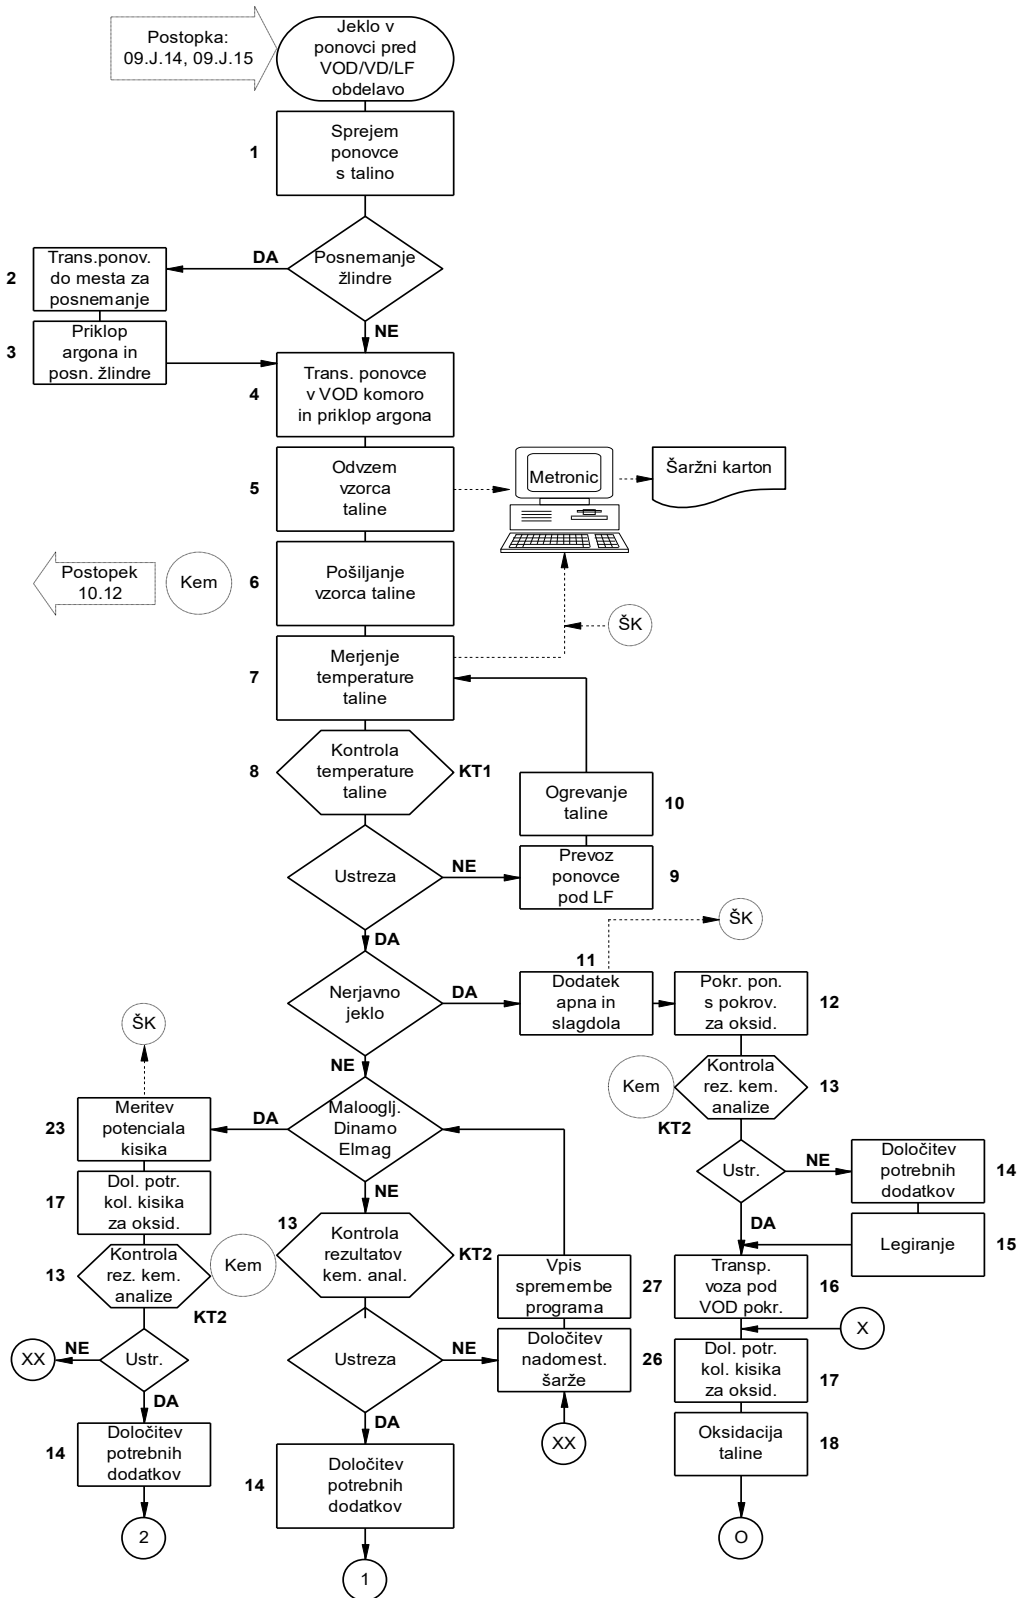 Postopka:
09.J.14, 09.J.15
Jeklo v
ponovci pred
VOD/VD/LF
obdelavo
1
Sprejem
ponovce
s talino
Posnemanje
žlindre
DA
NE
2
Trans.ponov.
do mesta za
posnemanje
3
Priklop
argona in
posn. žlindre
4
Trans. ponovce
v VOD komoro
in priklop argona
5
Odvzem
vzorca
taline
Metronic
Šaržni karton
Postopek
10.12
Kem
6
Pošiljanje
vzorca taline
ŠK
7
Merjenje
temperature
taline
8
Kontrola
temperature
taline
KT1
Ogrevanje
taline
10
Ustreza
NE
DA
Prevoz
ponovce
pod LF
9
ŠK
Nerjavno
jeklo
DA
NE
11
Dodatek
apna in
slagdola
Pokr. pon.
s pokrov.
za oksid.
12
ŠK
Kem
Kontrola
rez. kem.
analize
13
KT2
Malooglj.
Dinamo
Elmag
DA
NE
23
Meritev
potenciala
kisika
Ustr.
NE
DA
Določitev
potrebnih
dodatkov
14
17
Dol. potr.
kol. kisika
za oksid.
Legiranje
15
13
Kontrola
rez. kem.
analize
KT2
Kem
13
Kontrola
rezultatov
kem. anal.
KT2
Vpis
spremembe
programa
27
Transp.
voza pod
VOD pokr.
16
X
XX
NE
Ustr.
DA
Ustreza
NE
DA
Določitev
nadomest.
šarže
26
XX
Dol. potr.
kol. kisika
za oksid.
17
14
Določitev
potrebnih
dodatkov
2
14
Določitev
potrebnih
dodatkov
1
Oksidacija
taline
18
O